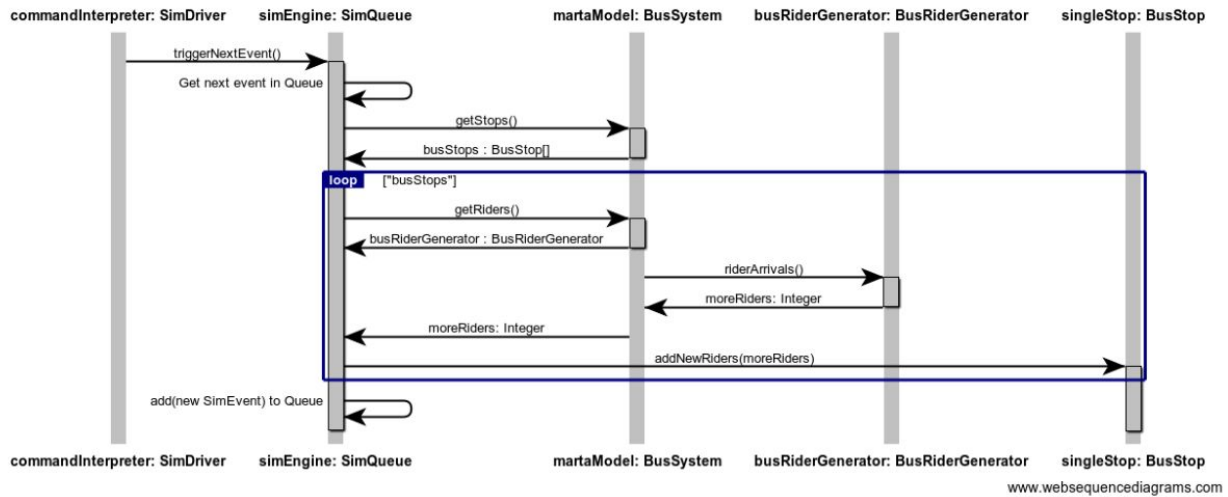 commandInterpreter: SimDriver
simEngine: SimQueue
martaModel: BusSystem
busRiderGenerator: BusRiderGenerator
singleStop: BusStop
triggerNextEvent()
Get next event in Queue
getStops()
busStops : BusStop[]
loop
["busStops"]
getRiders()
busRiderGenerator : BusRiderGenerator
riderArrivals()
moreRiders: Integer
moreRiders: Integer
addNewRiders(moreRiders)
add(new SimEvent) to Queue
commandInterpreter: SimDriver
simEngine: SimQueue
martaModel: BusSystem
busRiderGenerator: BusRiderGenerator
singleStop: BusStop
www.websequencediagrams.com